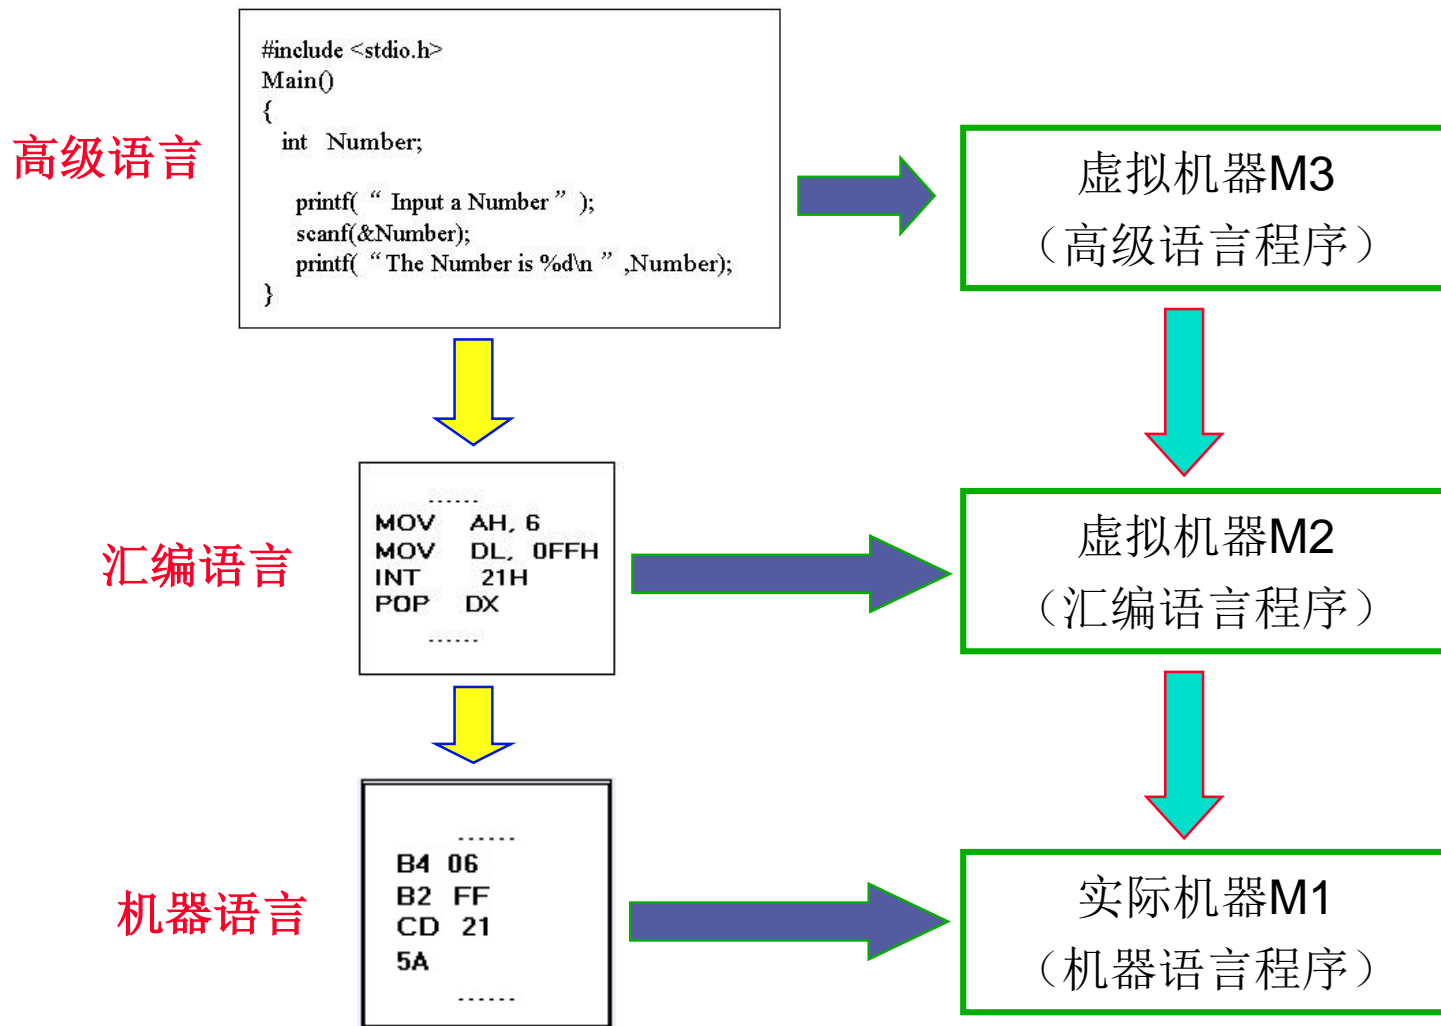 #include <stdio.h>
Main()
{
int Number;
printf( “ Input a Number ” );
scanf(&Number);
printf( “ The Number is %d\n ” ,Number);
}
高级语言
虚拟机器M3
（高级语言程序）
......
MOV AH, 6
MOV DL, 0FFH
INT 21H
POP DX
......
汇编语言
虚拟机器M2
（汇编语言程序）
......
B4 06
B2 FF
CD 21
5A
......
机器语言
实际机器M1
（机器语言程序）